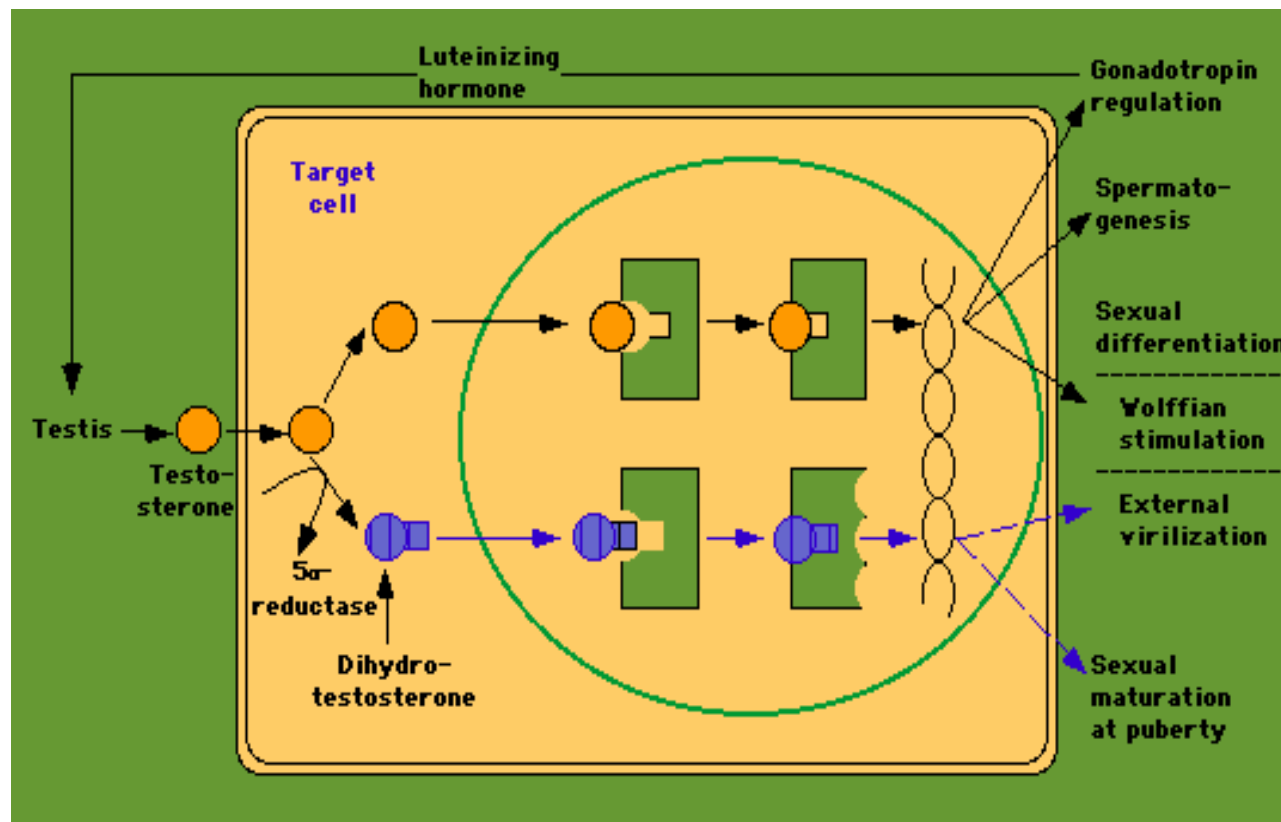 Luteinizing
hormone
Gonadotropin
regulation
Target
cell
Spermato-
genesis
Sexual
differentiation
Wolffian
stimulation
Testis
Testo-
sterone
External
virilization
5α-
reductase
Dihydro-
testosterone
Sexual
maturation
at puberty